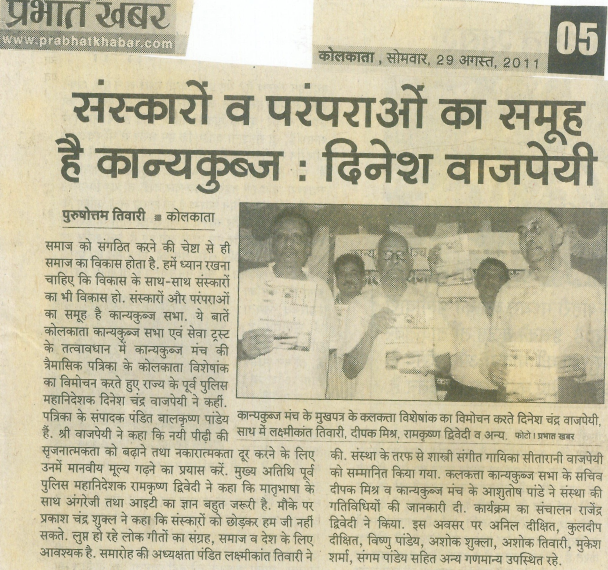 प्रभात खबर
www.prabhatkhabar.com
कोलकाता, सोमवार, 29 अगस्त, 2011
05
संस्कारों व परंपराओं का समूह
है कान्यकुब्ज : दिनेश वाजपेयी
पुरुषोत्तम तिवारी ■ कोलकाता
समाज को संगठित करने की चेष्टा से ही
समाज का विकास होता है. हमें ध्यान रखना
चाहिए कि विकास के साथ-साथ संस्कारों
का भी विकास हो. संस्कारों और परंपराओं
का समूह है कान्यकुब्ज सभा. ये बातें
कोलकाता कान्यकुब्ज सभा एवं सेवा ट्रस्ट
के तत्वावधान में कान्यकुब्ज मंच की
त्रैमासिक पत्रिका के कोलकाता विशेषांक
का विमोचन करते हुए राज्य के पूर्व पुलिस
महानिदेशक दिनेश चंद्र वाजपेयी ने कहीं.
पत्रिका के संपादक पंडित बालकृष्ण पांडेय
हैं. श्री वाजपेयी ने कहा कि नयी पीढ़ी की
सृजनात्मकता को बढ़ाने तथा नकारात्मकता दूर करने के लिए
उनमें मानवीय मूल्य गढ़ने का प्रयास करें. मुख्य अतिथि पूर्व
पुलिस महानिदेशक रामकृष्ण द्विवेदी ने कहा कि मातृभाषा के
साथ अंगरेजी तथा आइटी का ज्ञान बहुत जरूरी है. मौके पर
प्रकाश चंद्र शुक्ल ने कहा कि संस्कारों को छोड़कर हम जी नहीं
सकते. लुप्त हो रहे लोक गीतों का संग्रह, समाज व देश के लिए
आवश्यक है. समारोह की अध्यक्षता पंडित लक्ष्मीकांत तिवारी ने
कान्यकुब्ज मंच के मुखपत्र के कलकत्ता विशेषांक का विमोचन करते दिनेश चंद्र वाजपेयी,
साथ में लक्ष्मीकांत तिवारी, दीपक मिश्र, रामकृष्ण द्विवेदी व अन्य. फोटो। प्रभात खबर
की. संस्था के तरफ से शास्त्री संगीत गायिका सीतारानी वाजपेयी
को सम्मानित किया गया. कलकत्ता कान्यकुब्ज सभा के सचिव
दीपक मिश्र व कान्यकुब्ज मंच के आशुतोष पांडे ने संस्था की
गतिविधियों की जानकारी दी. कार्यक्रम का संचालन राजेंद्र
द्विवेदी ने किया. इस अवसर पर अनिल दीक्षित, कुलदीप
दीक्षित, विष्णु पांडेय, अशोक शुक्ला, अशोक तिवारी, मुकेश
शर्मा, संगम पांडेय सहित अन्य गणमान्य उपस्थित रहे.